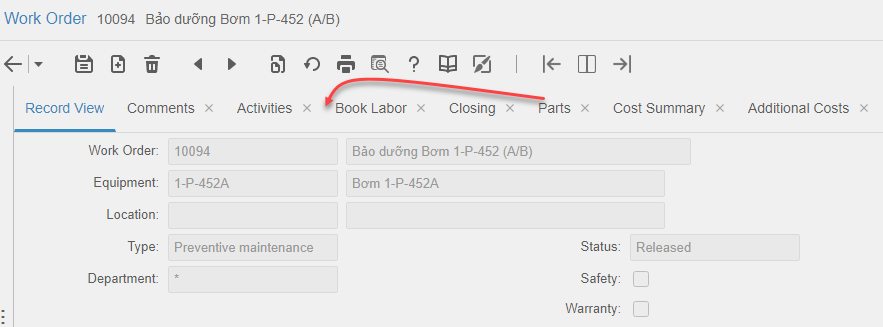 Work Order 10094 Bảo dưỡng Bơm 1-P-452 (A/B)
Record View Comments × Activities × Book Labor × Closing × Parts × Cost Summary × Additional Costs ×
Work Order: 10094 Bảo dưỡng Bơm 1-P-452 (A/B)
Equipment: 1-P-452A Bơm 1-P-452A
Location:
Type: Preventive maintenance Status: Released
Department: * Safety:
Warranty: